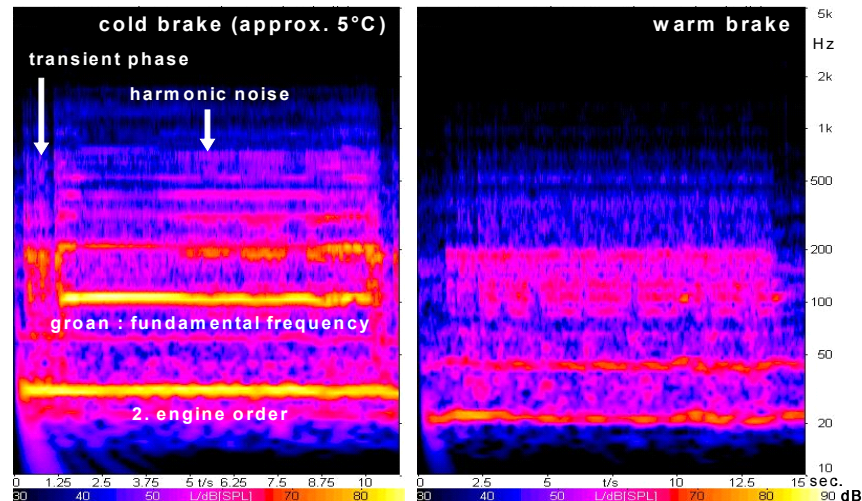 cold brake (approx. 5°C)
warm brake
5k
Hz
transient phase
2k
harmonic noise
1k
500
200
100
groan : fundamental frequency
50
2. engine order
20
10
0 1.25 2.5 3.75 5 t/s 6.25 7.5 8.75 10
0 2.5 5 t/s 10 12.5 15 sec.
30 40 50 L/dB[SPL] 70 80
30 40 50 L/dB[SPL] 70 80 90 dB